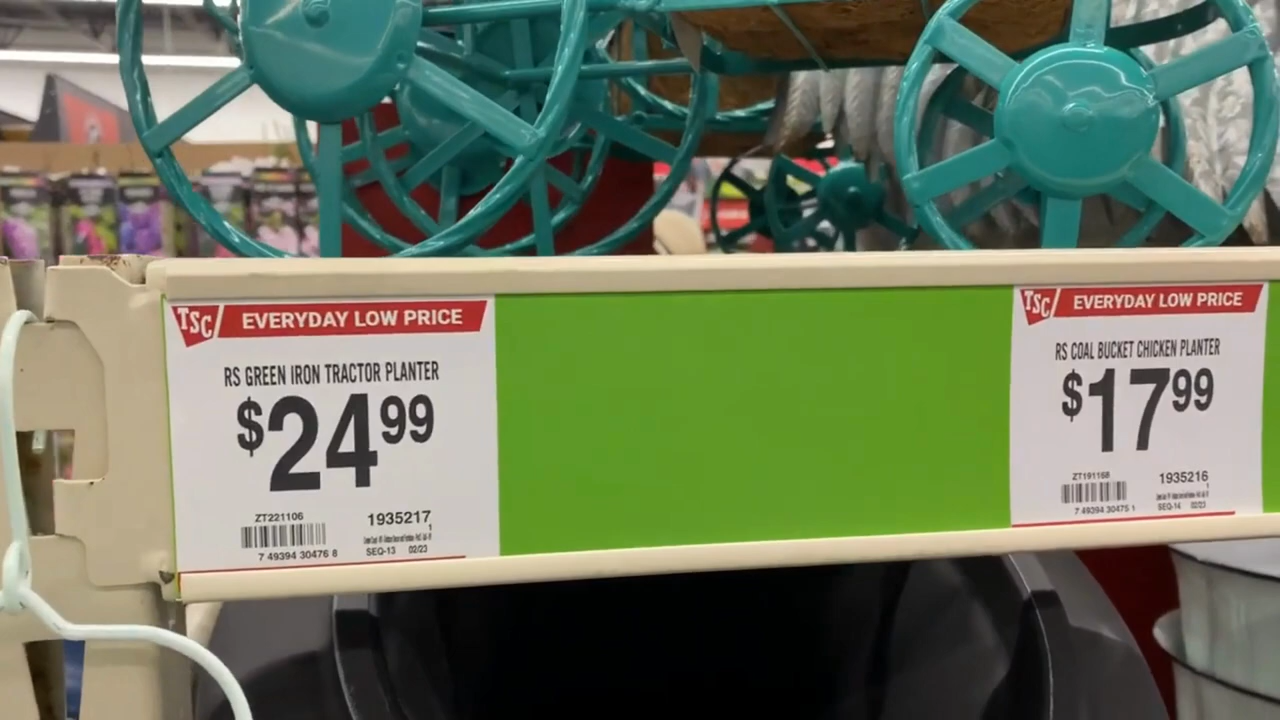 TSC EVERYDAY LOW PRICE
RS GREEN IRON TRACTOR PLANTER
$24.99
ZT221106
1935217
1
7 49394 30476 8
SEQ-13 02/23
TSC EVERYDAY LOW PRICE
RS COAL BUCKET CHICKEN PLANTER
$17.99
ZT191168
1935216
1
7 49394 30475 1
SEQ-14 02/23